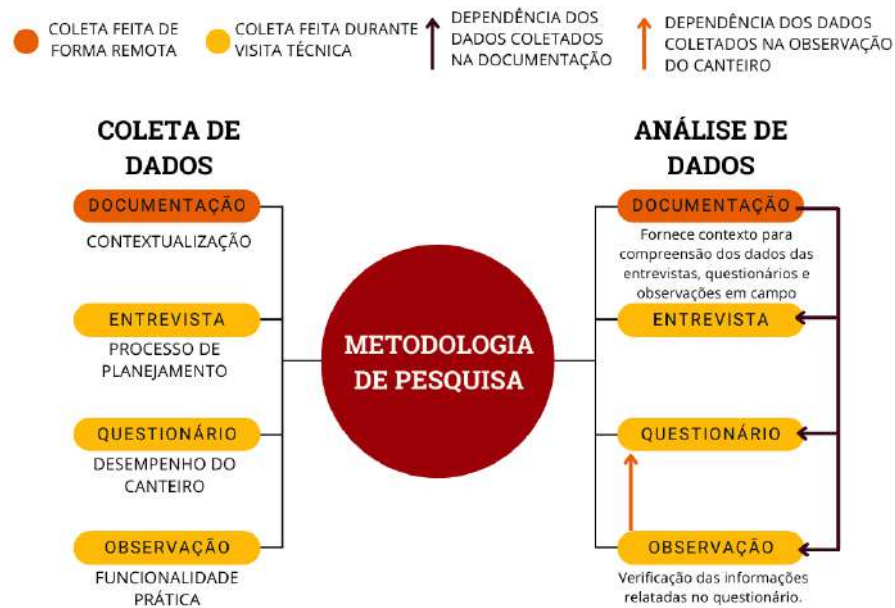 COLETA FEITA DE
FORMA REMOTA
COLETA FEITA DURANTE
VISITA TÉCNICA
DEPENDÊNCIA DOS
DADOS COLETADOS
NA DOCUMENTAÇÃO
DEPENDÊNCIA DOS DADOS
COLETADOS NA OBSERVAÇÃO
DO CANTEIRO
COLETA DE
DADOS
DOCUMENTAÇÃO
CONTEXTUALIZAÇÃO
ENTREVISTA
PROCESSO DE
PLANEJAMENTO
QUESTIONÁRIO
DESEMPENHO DO
CANTEIRO
OBSERVAÇÃO
FUNCIONALIDADE
PRÁTICA
METODOLOGIA
DE PESQUISA
ANÁLISE DE
DADOS
DOCUMENTAÇÃO
Fornece contexto para
compreensão dos dados das
entrevistas, questionários e
observações em campo
ENTREVISTA
QUESTIONÁRIO
OBSERVAÇÃO
Verificação das informações
relatadas no questionário.